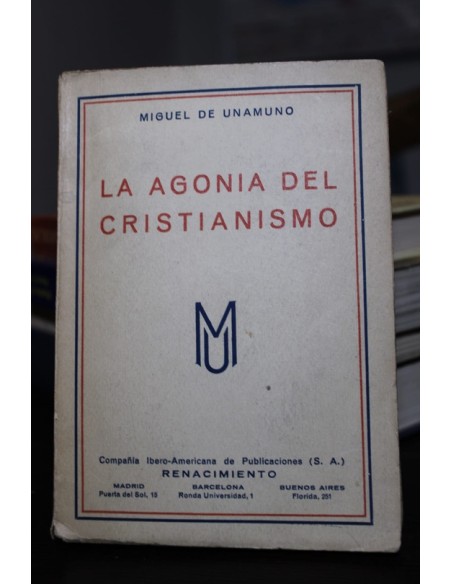 MIGUEL DE UNAMUNO
LA AGONIA DEL
CRISTIANISMO
MU
Compañía Ibero-Americana de Publicaciones (S. A.)
RENACIMIENTO
MADRID BARCELONA BUENOS AIRES
Puerta del Sol, 15 Ronda Universidad, 1 Florida, 251